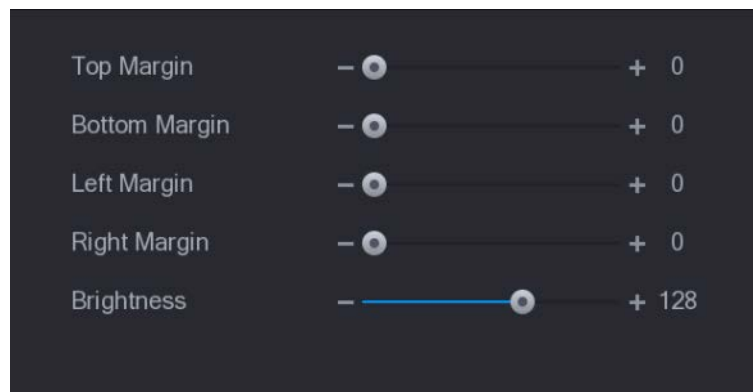 Top Margin − + 0
Bottom Margin − + 0
Left Margin − + 0
Right Margin − + 0
Brightness − + 128